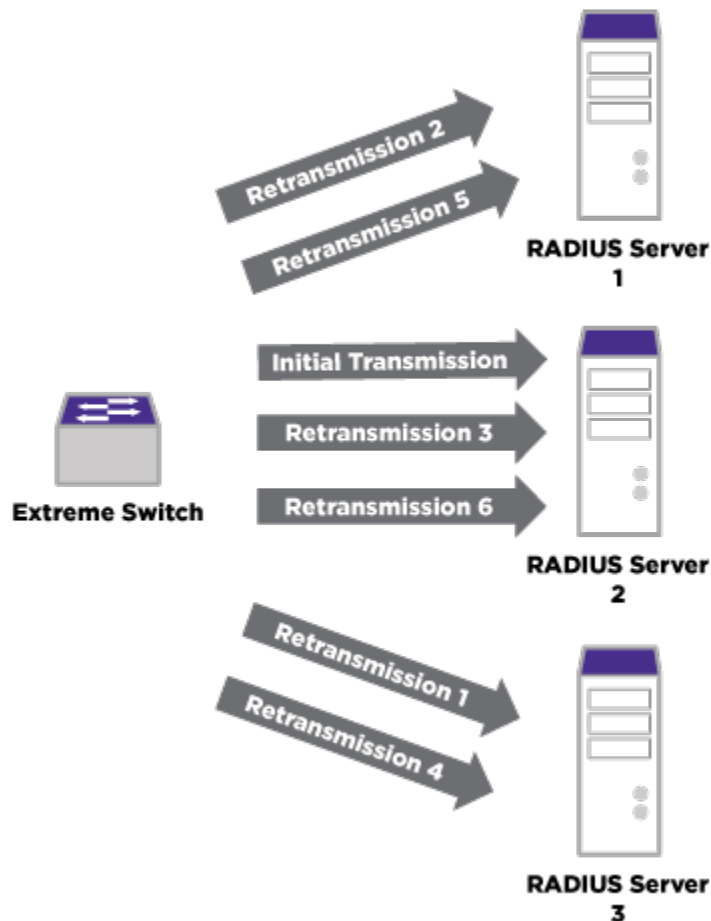 Retransmission 2
Retransmission 5
RADIUS Server
1
Initial Transmission
Retransmission 3
Retransmission 6
Extreme Switch
RADIUS Server
2
Retransmission 1
Retransmission 4
RADIUS Server
3